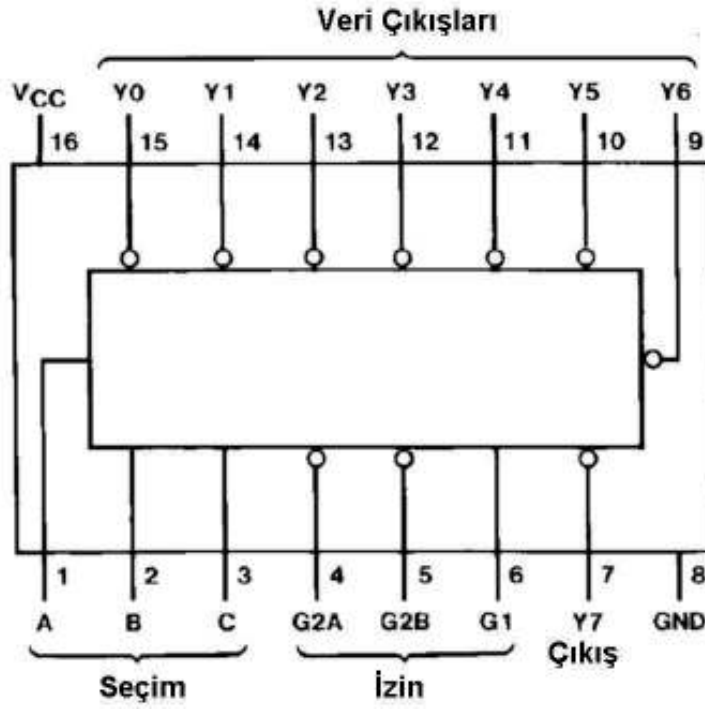 Veri Çıkışları
VCC Y0 Y1 Y2 Y3 Y4 Y5 Y6
16 15 14 13 12 11 10 9
1 2 3 4 5 6 7 8
A B C G2A G2B G1 Y7 GND
Seçim İzin Çıkış